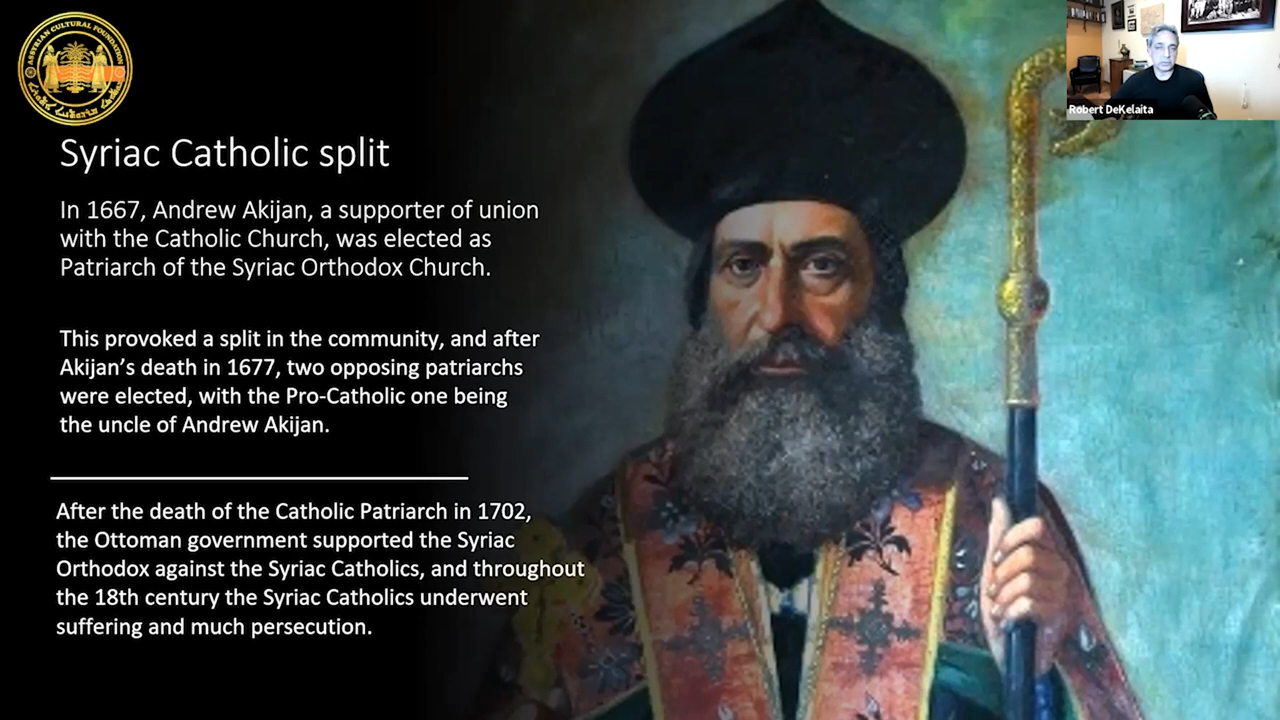 ASSYRIAN CULTURAL FOUNDATION
Robert DeKelaita
Syriac Catholic split
In 1667, Andrew Akijan, a supporter of union
with the Catholic Church, was elected as
Patriarch of the Syriac Orthodox Church.
This provoked a split in the community, and after
Akijan’s death in 1677, two opposing patriarchs
were elected, with the Pro-Catholic one being
the uncle of Andrew Akijan.
After the death of the Catholic Patriarch in 1702,
the Ottoman government supported the Syriac
Orthodox against the Syriac Catholics, and throughout
the 18th century the Syriac Catholics underwent
suffering and much persecution.